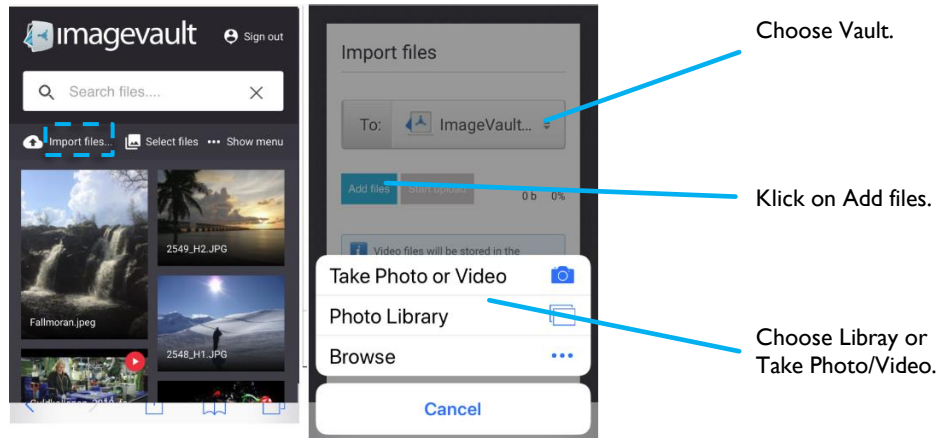 imagevault
Sign out
Search files....
Import files... Select files Show menu
2549_H2.JPG
Fallmoran.jpeg
2548_H1.JPG
Import files
To: ImageVault...
Add files Start upload 0 b 0%
Video files will be stored in the
Take Photo or Video
Photo Library
Browse
Cancel
Choose Vault.
Klick on Add files.
Choose Libray or
Take Photo/Video.